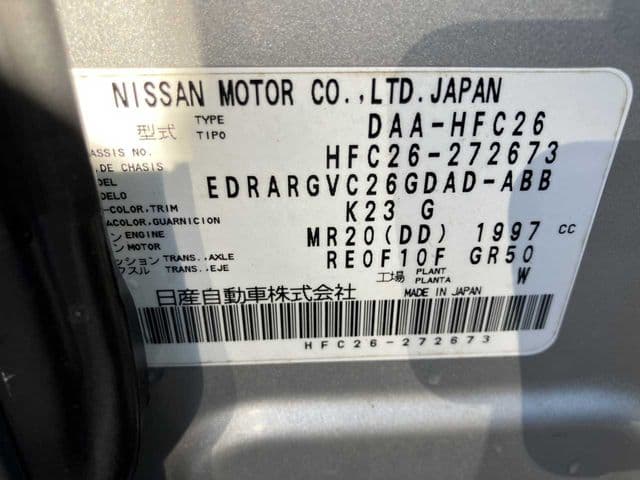 NISSAN MOTOR CO.,LTD.JAPAN
型式 TYPE TIPO DAA-HFC26
ASSIS NO. . DE CHASIS HFC26-272673
DEL DELO EDRARGVC26GDAD-ABB
-COLOR,TRIM ACOLOR,GUARNICION K23 G
ン ENGINE ン MOTOR MR20(DD) 1997 CC
ッション TRANS.,AXLE クスル TRANS.,EJE RE0F10F GR50
工場 PLANT PLANTA W
日産自動車株式会社 MADE IN JAPAN
HFC26-272673